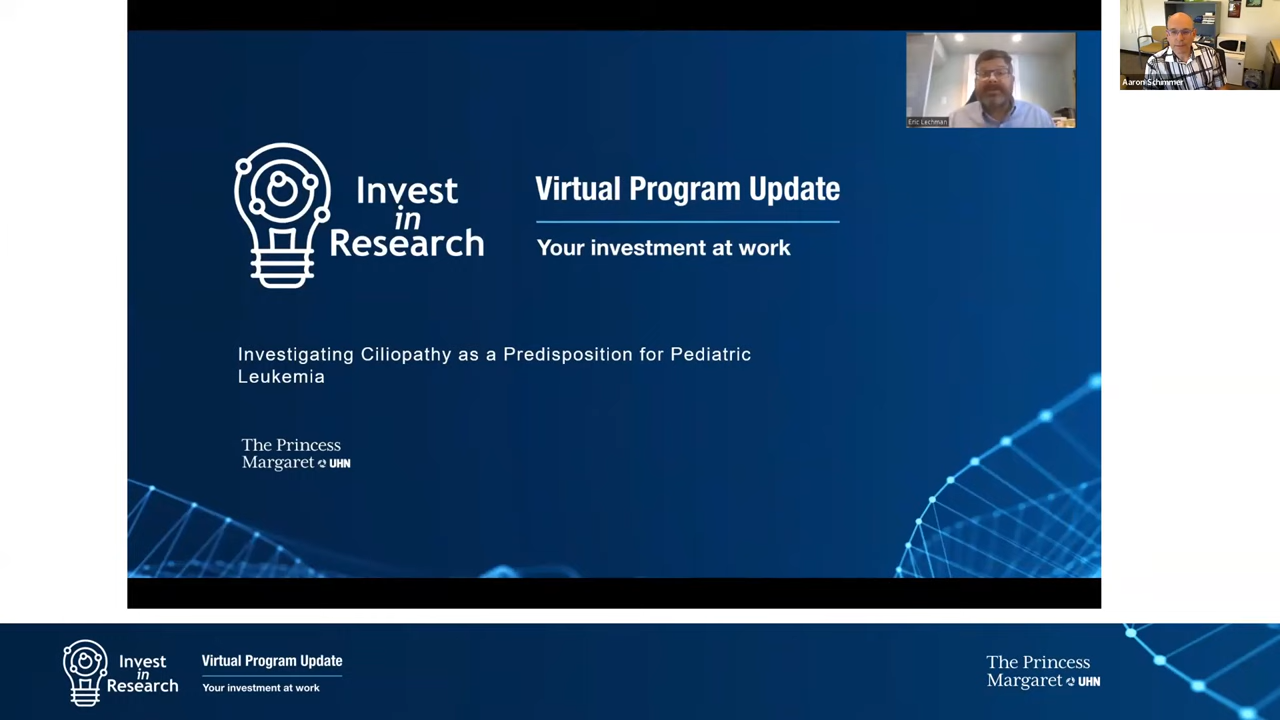 Aaron Schimmer
Eric Lechman
Invest
in
Research
Virtual Program Update
Your investment at work
Investigating Ciliopathy as a Predisposition for Pediatric
Leukemia
The Princess
Margaret UHN
Invest
in
Research
Virtual Program Update
Your investment at work
The Princess
Margaret UHN